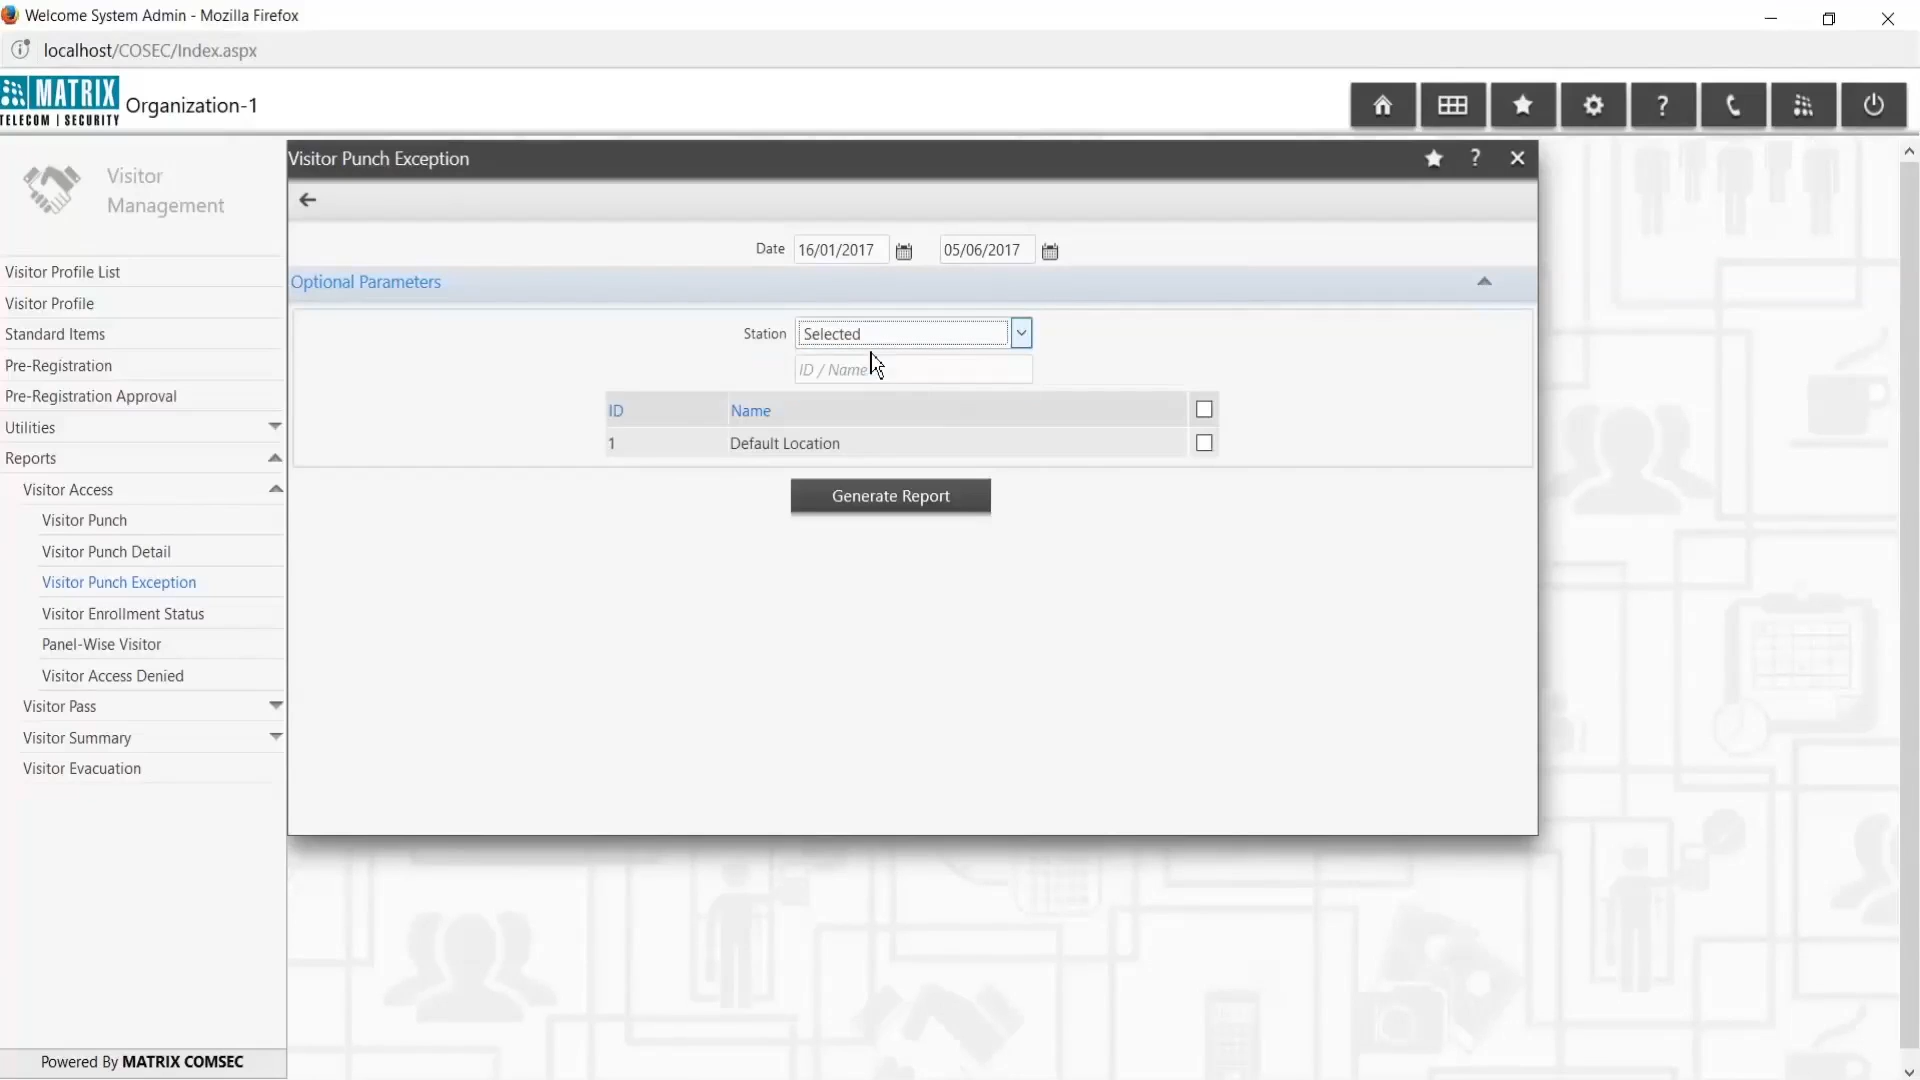 Welcome System Admin - Mozilla Firefox
localhost/COSEC/Index.aspx
MATRIX
TELECOM | SECURITY
Organization-1
?
Visitor
Management
Visitor Profile List
Visitor Profile
Standard Items
Pre-Registration
Pre-Registration Approval
Utilities
Reports
Visitor Access
Visitor Punch
Visitor Punch Detail
Visitor Punch Exception
Visitor Enrollment Status
Panel-Wise Visitor
Visitor Access Denied
Visitor Pass
Visitor Summary
Visitor Evacuation
Powered By MATRIX COMSEC
Visitor Punch Exception
?
Date 16/01/2017 05/06/2017
Optional Parameters
Station Selected
ID / Name
ID Name
1 Default Location
Generate Report